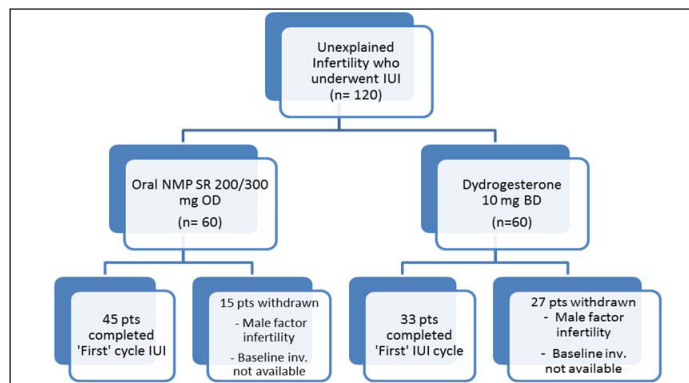 Unexplained
Infertility who
underwent IUI
(n= 120)
Oral NMP SR 200/300
mg OD
(n= 60)
Dydrogesterone
10 mg BD
(n=60)
45 pts
completed
'First' cycle IUI
15 pts withdrawn
- Male factor
infertility
- Baseline inv.
not available
33 pts
completed
'First' IUI cycle
27 pts withdrawn
- Male factor
infertility
- Baseline inv.
not available